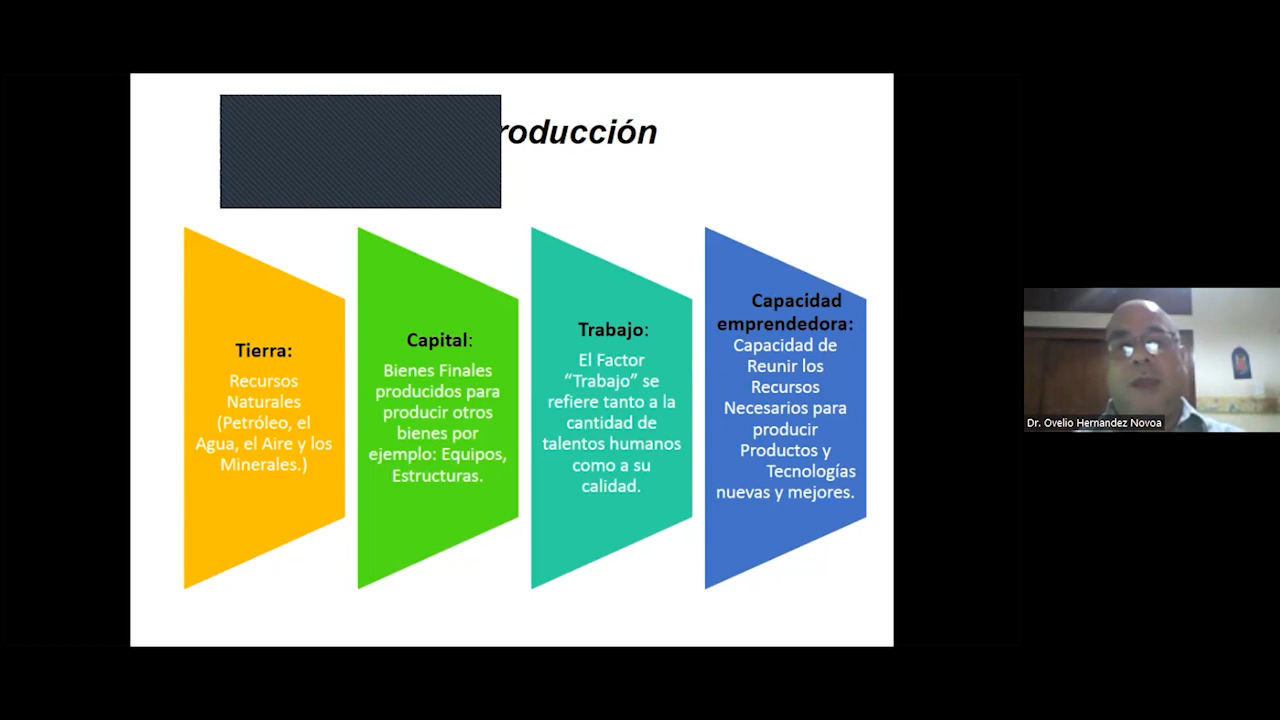 roducción
Tierra:
Recursos
Naturales
(Petróleo, el
Agua, el Aire y los
Minerales.)
Capital:
Bienes Finales
producidos para
producir otros
bienes por
ejemplo: Equipos,
Estructuras.
Trabajo:
El Factor
“Trabajo” se
refiere tanto a la
cantidad de
talentos humanos
como a su
calidad.
Capacidad
emprendedora:
Capacidad de
Reunir los
Recursos
Necesarios para
producir
Productos y
Tecnologías
nuevas y mejores.
Dr. Ovelio Hernandez Novoa